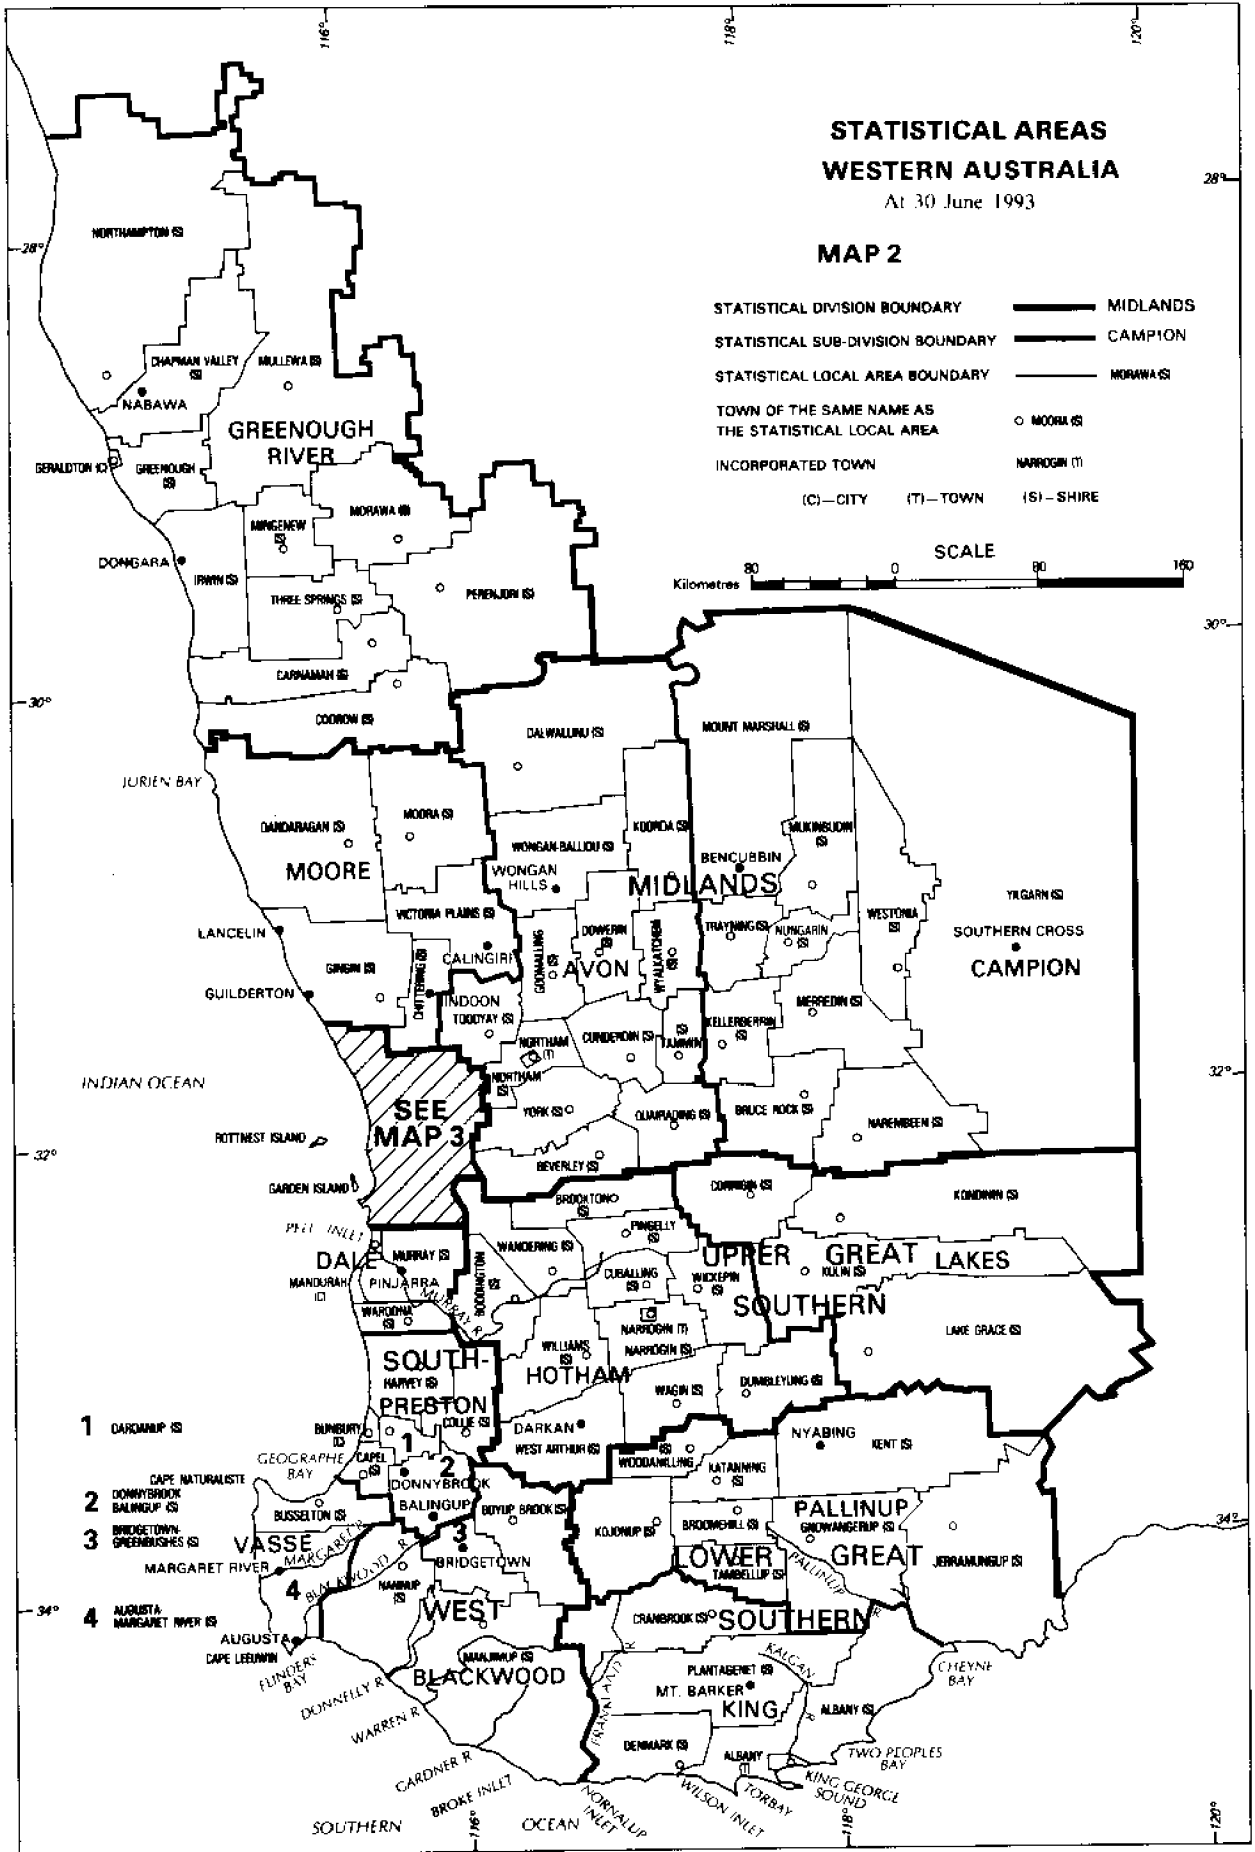 116°
118°
120°
STATISTICAL AREAS
WESTERN AUSTRALIA
At 30 June 1993
MAP 2
28°
28°
STATISTICAL DIVISION BOUNDARY MIDLANDS
STATISTICAL SUB-DIVISION BOUNDARY CAMPION
STATISTICAL LOCAL AREA BOUNDARY MORAWA (S)
TOWN OF THE SAME NAME AS
THE STATISTICAL LOCAL AREA MOORA (S)
INCORPORATED TOWN NARROGIN (T)
(C)—CITY (T)—TOWN (S)—SHIRE
SCALE
Kilometres 80 0 80 160
NORTHAMPTON (S)
CHAPMAN VALLEY
(S)
MULLEWA (S)
NABAWA
GREENOUGH
RIVER
GERALDTON (C)
GREENOUGH
(S)
MINGENEW
(S)
MORAWA (S)
DONGARA
IRWIN (S)
THREE SPRINGS (S)
PERENJORI (S)
30°
CARNAMAH (S)
30°
COOROW (S)
DALWALLINU (S)
MOUNT MARSHALL (S)
JURIEN BAY
DANDARAGAN (S)
MOORA (S)
KOORDA (S)
MUKINBUDIN
(S)
WONGAN-BALLIDU (S)
MOORE
WONGAN
HILLS
BENCUBBIN
MIDLANDS
YILGARN (S)
VICTORIA PLAINS (S)
WESTONIA
(S)
LANCELIN
DOWERIN
(S)
TRAYNING (S)
NUNGARIN
(S)
SOUTHERN CROSS
CALINGIRI
GOOMALLING
(S)
WYALKATCHEM
(S)
GINGIN (S)
CHITTERING (S)
AVON
CAMPION
GUILDERTON
BINDOON
TOODYAY (S)
MERREDIN (S)
KELLERBERRIN
(S)
NORTHAM
(T)
CUNDERDIN (S)
(S)
TAMMIN
INDIAN OCEAN
32°
NORTHAM
(S)
SEE
MAP 3
YORK (S)
QUAIRADING (S)
BRUCE ROCK (S)
NAREMBEEN (S)
ROTTNEST ISLAND
32°
BEVERLEY (S)
GARDEN ISLAND
BROOKTON
(S)
CORRIGIN (S)
KONDININ (S)
PEEL INLET
PINGELLY
(S)
DALE
MURRAY (S)
WANDERING (S)
UPPER GREAT LAKES
MANDURAH
(C)
PINJARRA
MURRAY R
BODDINGTON
(S)
CUBALLING
(S)
WICKEPIN
(S)
KULIN (S)
SOUTHERN
WAROONA
(S)
NARROGIN (T)
NARROGIN (S)
LAKE GRACE (S)
SOUTH-
HARVEY (S)
WILLIAMS
(S)
HOTHAM
DUMBLEYUNG (S)
WAGIN (S)
PRESTON
1 DARDANUP (S)
BUNBURY
(C)
COLLIE (S)
DARKAN
NYABING
1
WEST ARTHUR (S)
(S)
WOODANILLING
KENT (S)
GEOGRAPHE
BAY
CAPEL
(S)
2
KATANNING
(S)
CAPE NATURALISTE
DONNYBROOK
2 DONNYBROOK
BALINGUP (S)
BALINGUP
BUSSELTON (S)
BOYUP BROOK (S)
PALLINUP
GNOWANGERUP (S)
3 BRIDGETOWN-
GREENBUSHES (S)
3
KOJONUP (S)
BROOMEHILL (S)
34°
VASSE
MARGARET R
BRIDGETOWN
LOWER GREAT
JERRAMUNGUP (S)
MARGARET RIVER
BLACKWOOD R
4
NANNUP
(S)
TAMBELLUP (S)
PALLINUP R
34°
4 AUGUSTA-
MARGARET RIVER (S)
WEST
CRANBROOK (S)
SOUTHERN
AUGUSTA
CAPE LEEUWIN
FLINDERS
BAY
MANJIMUP (S)
BLACKWOOD
FRANKLAND R
PLANTAGENET (S)
MT. BARKER
KALGAN R
CHEYNE
BAY
KING
DONNELLY R
WARREN R
ALBANY (S)
DENMARK (S)
ALBANY
(T)
TWO PEOPLES
BAY
GARDNER R
BROKE INLET
KING GEORGE
SOUND
NORNALUP
INLET
WILSON INLET
TORBAY
SOUTHERN OCEAN
116°
118°
120°